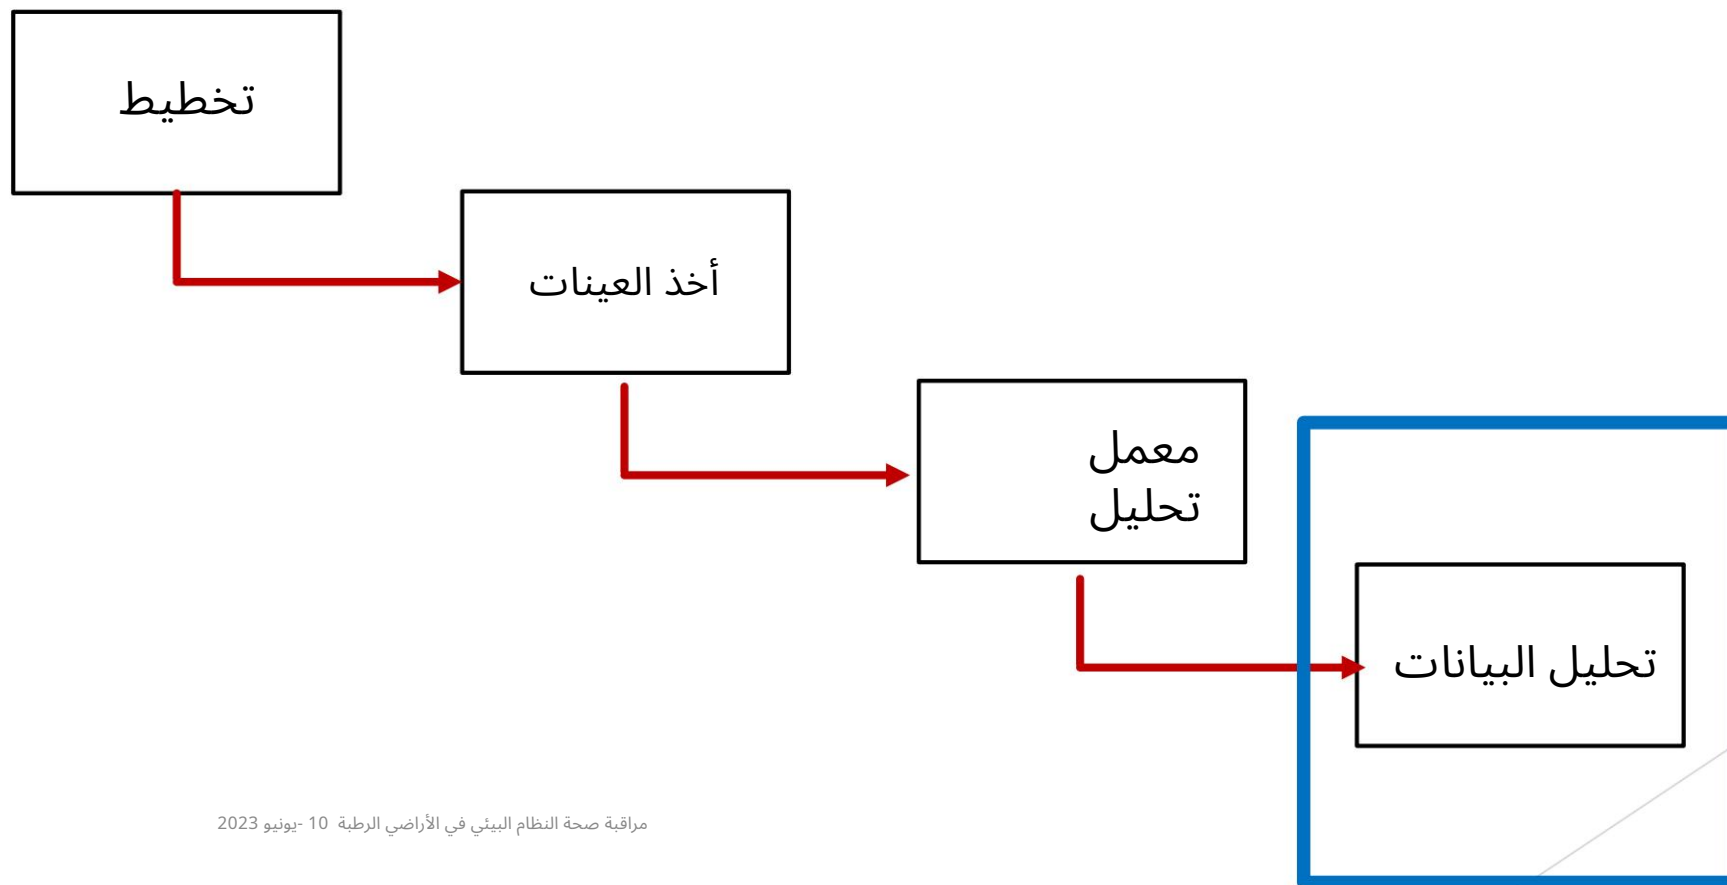 تخطيط
أخذ العينات
معمل
تحليل
تحليل البيانات
مراقبة صحة النظام البيئي في الأراضي الرطبة 10 -يونيو 2023